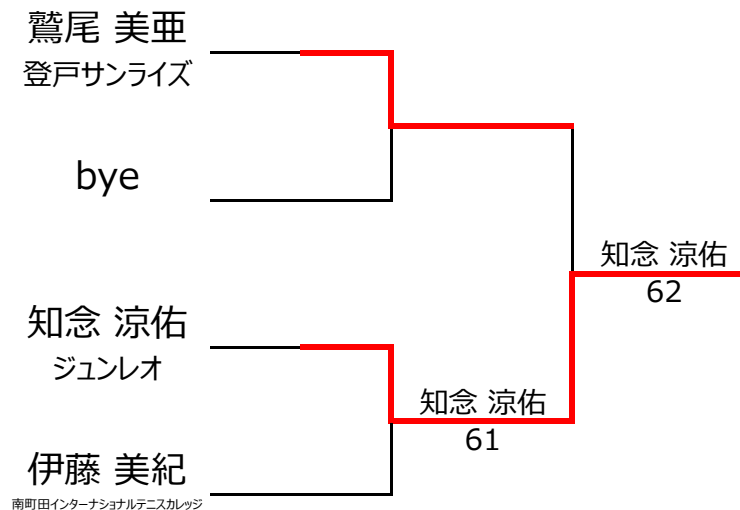 鷲尾 美亜
登戸サンライズ
bye
知念 涼佑
62
知念 涼佑
ジュンレオ
知念 涼佑
61
伊藤 美紀
南町田インターナショナルテニスカレッジ